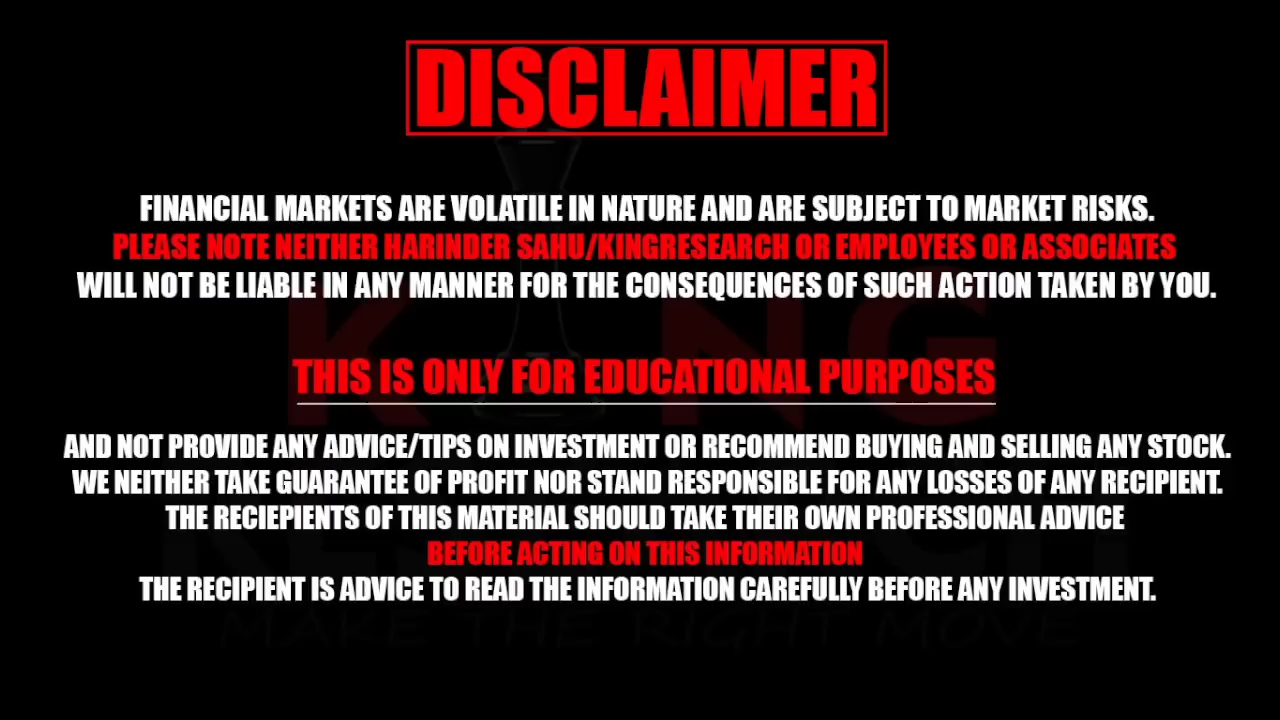 DISCLAIMER
FINANCIAL MARKETS ARE VOLATILE IN NATURE AND ARE SUBJECT TO MARKET RISKS.
PLEASE NOTE NEITHER HARINDER SAHU/KINGRESEARCH OR EMPLOYEES OR ASSOCIATES
WILL NOT BE LIABLE IN ANY MANNER FOR THE CONSEQUENCES OF SUCH ACTION TAKEN BY YOU.
K NG
THIS IS ONLY FOR EDUCATIONAL PURPOSES
AND NOT PROVIDE ANY ADVICE/TIPS ON INVESTMENT OR RECOMMEND BUYING AND SELLING ANY STOCK.
WE NEITHER TAKE GUARANTEE OF PROFIT NOR STAND RESPONSIBLE FOR ANY LOSSES OF ANY RECIPIENT.
THE RECIEPIENTS OF THIS MATERIAL SHOULD TAKE THEIR OWN PROFESSIONAL ADVICE
BEFORE ACTING ON THIS INFORMATION
THE RECIPIENT IS ADVICE TO READ THE INFORMATION CAREFULLY BEFORE ANY INVESTMENT.
MAKE THE RIGHT MOVE